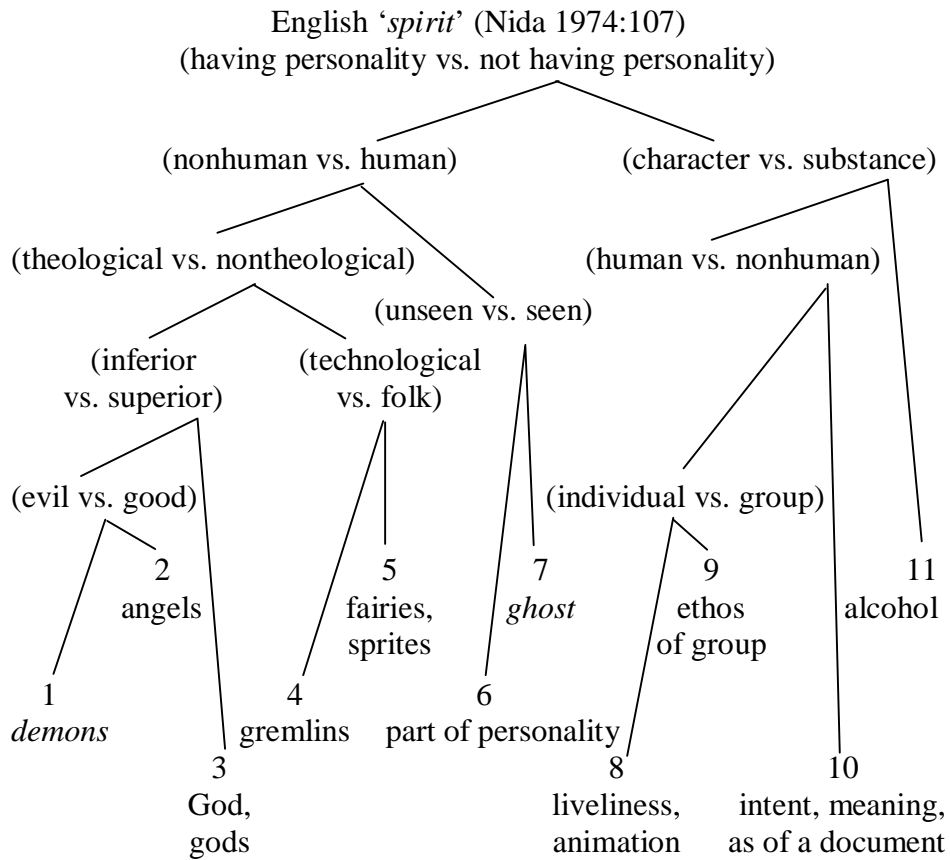 English ‘spirit’ (Nida 1974:107)
(having personality vs. not having personality)
(nonhuman vs. human)
(character vs. substance)
(theological vs. nontheological)
(human vs. nonhuman)
(unseen vs. seen)
(inferior
vs. superior)
(technological
vs. folk)
(evil vs. good)
(individual vs. group)
2
angels
5
fairies,
sprites
7
ghost
9
ethos
of group
11
alcohol
1
demons
4
gremlins
6
part of personality
3
God,
gods
8
liveliness,
animation
10
intent, meaning,
as of a document